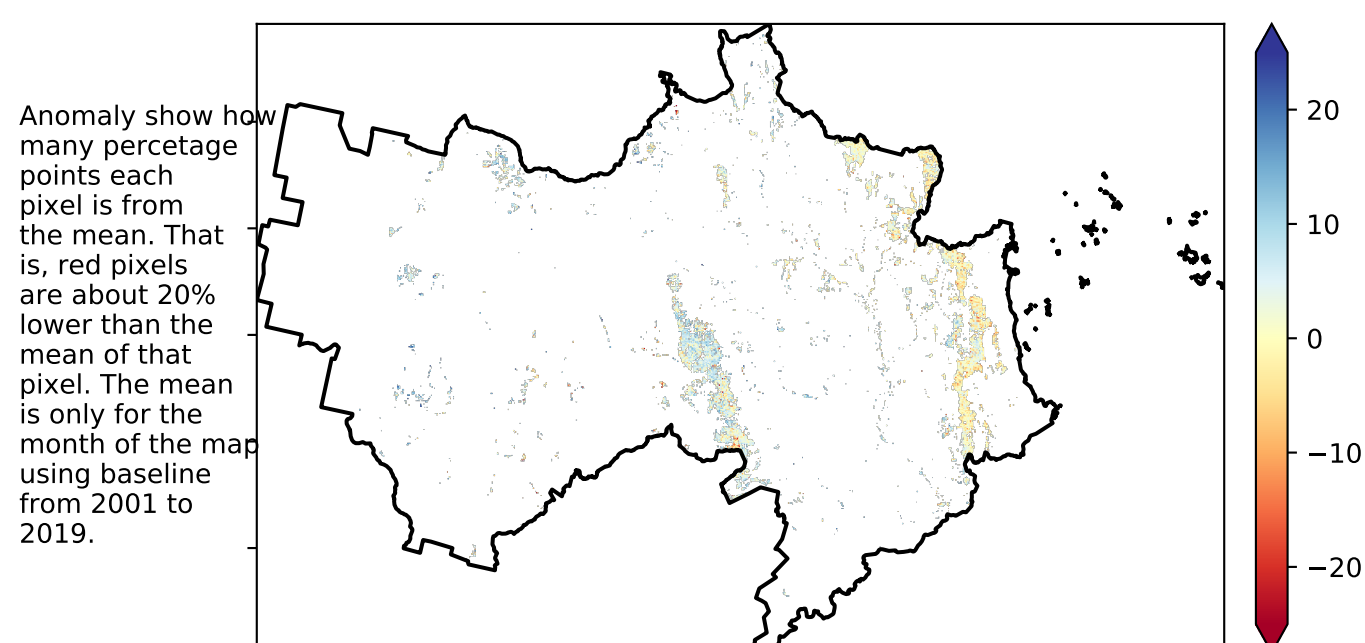 Anomaly show how
many percetage
points each
pixel is from
the mean. That
is, red pixels
are about 20%
lower than the
mean of that
pixel. The mean
is only for the
month of the map
using baseline
from 2001 to
2019.
20
10
0
−10
−20